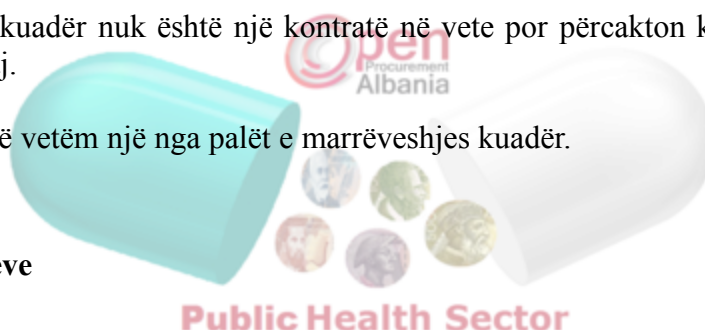 kuadër nuk është një kontratë në vete por përcakton k
j.
Open
Procurement
Albania
ë vetëm një nga palët e marrëveshjes kuadër.
eve
Public Health Sector